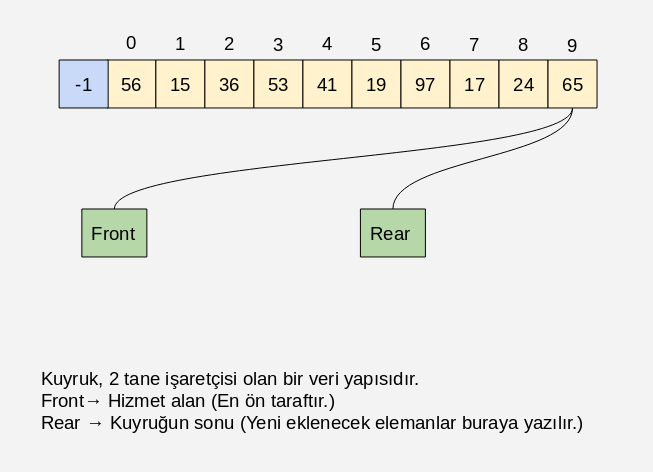 0 1 2 3 4 5 6 7 8 9
-1 56 15 36 53 41 19 97 17 24 65
Front Rear
Kuyruk, 2 tane işaretçisi olan bir veri yapısıdır.
Front→ Hizmet alan (En ön taraftır.)
Rear → Kuyruğun sonu (Yeni eklenecek elemanlar buraya yazılır.)